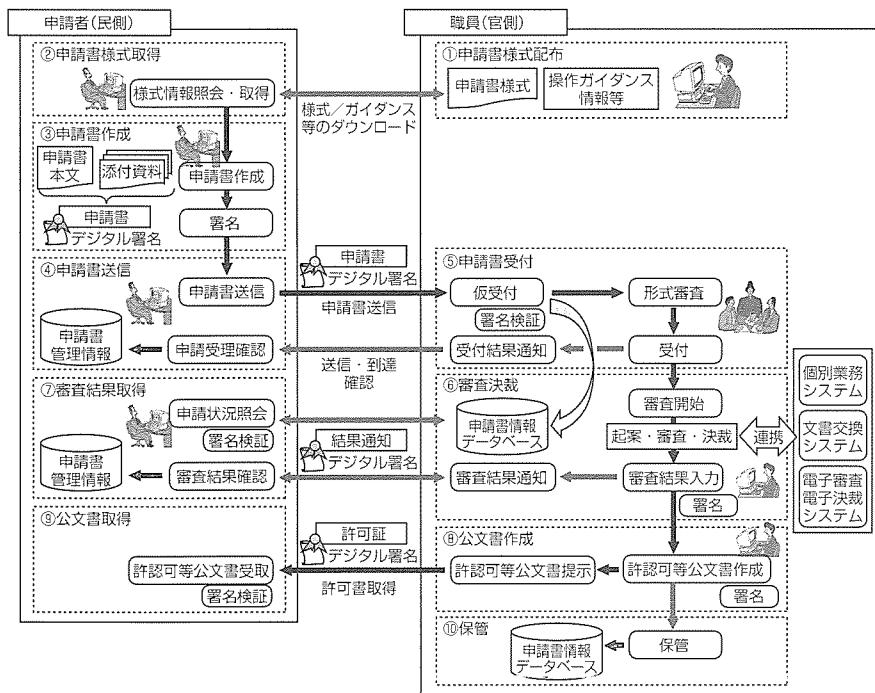 申請者(民側)
職員(官側)
②申請書様式取得
様式情報照会・取得
①申請書様式配布
申請書様式
操作ガイダンス
情報等
様式/ガイダンス
等のダウンロード
③申請書作成
申請書
本文
添付資料
申請書作成
申請書
デジタル署名
署名
④申請書送信
申請書送信
申請書
管理情報
申請受理確認
申請書
デジタル署名
申請書送信
送信・到達
確認
⑤申請書受付
仮受付
署名検証
形式審査
受付結果通知
受付
⑦審査結果取得
申請状況照会
署名検証
申請書
管理情報
審査結果確認
結果通知
デジタル署名
⑥審査決裁
審査開始
申請書情報
データベース
起案・審査・決裁
連携
審査結果通知
審査結果入力
署名
個別業務
システム
文書交換
システム
電子審査
電子決裁
システム
⑨公文書取得
許認可等公文書受取
署名検証
許可証
デジタル署名
許可書取得
⑧公文書作成
許認可等公文書提示
許認可等公文書作成
署名
⑩保管
申請書情報
データベース
保管